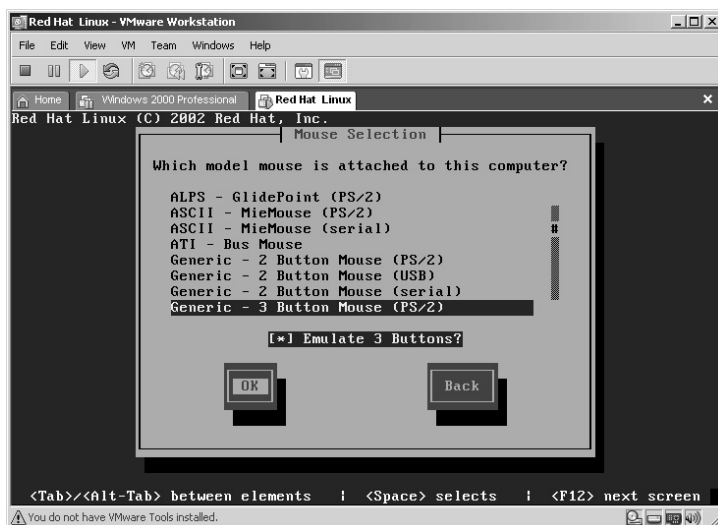 Red Hat Linux - VMware Workstation
File Edit View VM Team Windows Help
Home Windows 2000 Professional Red Hat Linux
Red Hat Linux (C) 2002 Red Hat, Inc.
Mouse Selection
Which model mouse is attached to this computer?
ALPS - GlidePoint (PS/2)
ASCII - MieMouse (PS/2)
ASCII - MieMouse (serial)
ATI - Bus Mouse
Generic - 2 Button Mouse (PS/2)
Generic - 2 Button Mouse (USB)
Generic - 2 Button Mouse (serial)
Generic - 3 Button Mouse (PS/2)
[*] Emulate 3 Buttons?
OK Back
<Tab>/<Alt-Tab> between elements | <Space> selects | <F12> next screen
You do not have VMware Tools installed.